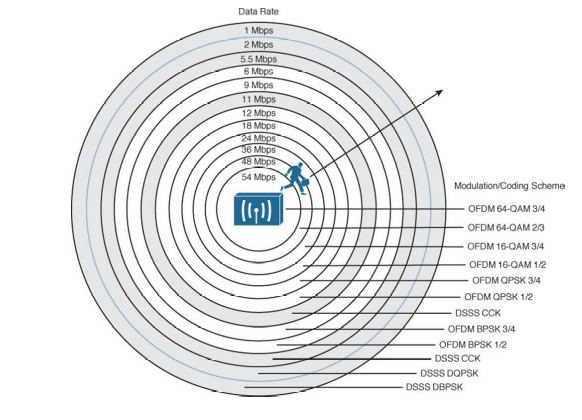 Data Rate
1 Mbps
2 Mbps
5.5 Mbps
6 Mbps
9 Mbps
11 Mbps
12 Mbps
18 Mbps
24 Mbps
36 Mbps
48 Mbps
54 Mbps
Modulation/Coding Scheme
OFDM 64-QAM 3/4
OFDM 64-QAM 2/3
OFDM 16-QAM 3/4
OFDM 16-QAM 1/2
OFDM QPSK 3/4
OFDM QPSK 1/2
DSSS CCK
OFDM BPSK 3/4
OFDM BPSK 1/2
DSSS CCK
DSSS DQPSK
DSSS DBPSK